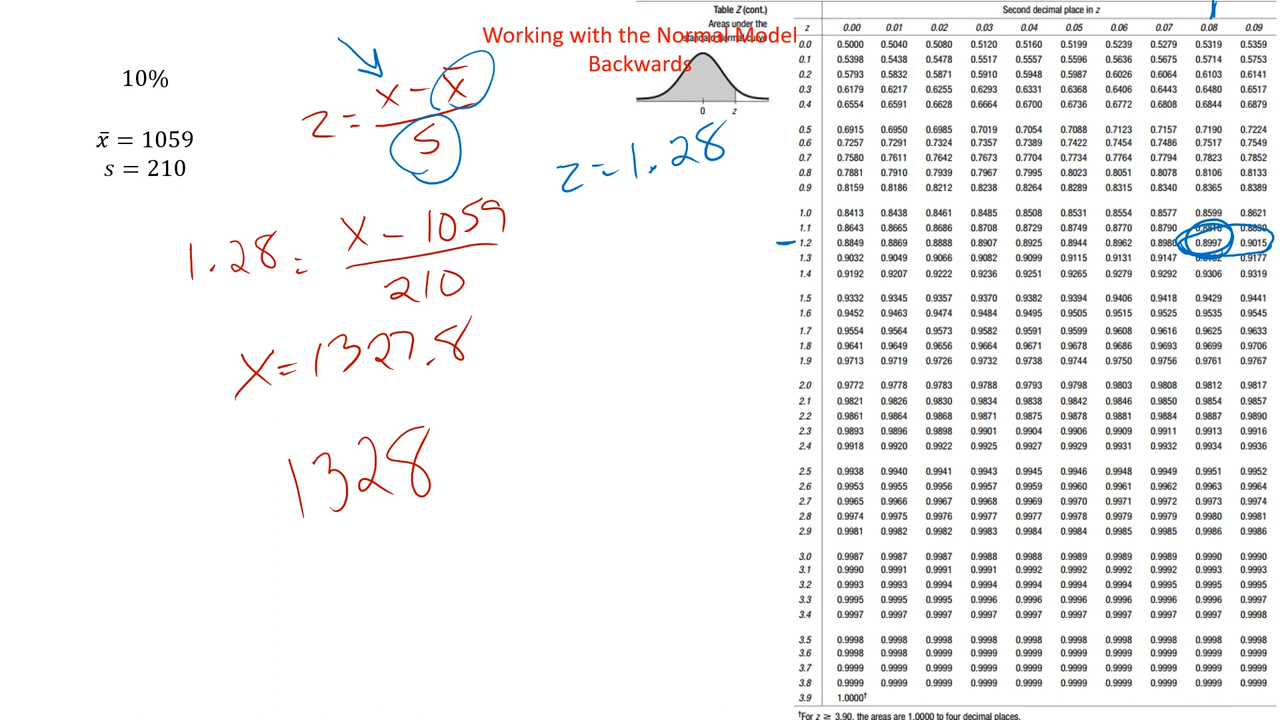 Working with the Normal Model
Backwards
10%
x̄ = 1059
s = 210
z = (x - x̄) / s
z = 1.28
1.28 = (x - 1059) / 210
x = 1327.8
1328
Table Z (cont.)
Areas under the
standard Normal curve
0 z
Second decimal place in z
z 0.00 0.01 0.02 0.03 0.04 0.05 0.06 0.07 0.08 0.09
0.0 0.5000 0.5040 0.5080 0.5120 0.5160 0.5199 0.5239 0.5279 0.5319 0.5359
0.1 0.5398 0.5438 0.5478 0.5517 0.5557 0.5596 0.5636 0.5675 0.5714 0.5753
0.2 0.5793 0.5832 0.5871 0.5910 0.5948 0.5987 0.6026 0.6064 0.6103 0.6141
0.3 0.6179 0.6217 0.6255 0.6293 0.6331 0.6368 0.6406 0.6443 0.6480 0.6517
0.4 0.6554 0.6591 0.6628 0.6664 0.6700 0.6736 0.6772 0.6808 0.6844 0.6879
0.5 0.6915 0.6950 0.6985 0.7019 0.7054 0.7088 0.7123 0.7157 0.7190 0.7224
0.6 0.7257 0.7291 0.7324 0.7357 0.7389 0.7422 0.7454 0.7486 0.7517 0.7549
0.7 0.7580 0.7611 0.7642 0.7673 0.7704 0.7734 0.7764 0.7794 0.7823 0.7852
0.8 0.7881 0.7910 0.7939 0.7967 0.7995 0.8023 0.8051 0.8078 0.8106 0.8133
0.9 0.8159 0.8186 0.8212 0.8238 0.8264 0.8289 0.8315 0.8340 0.8365 0.8389
1.0 0.8413 0.8438 0.8461 0.8485 0.8508 0.8531 0.8554 0.8577 0.8599 0.8621
1.1 0.8643 0.8665 0.8686 0.8708 0.8729 0.8749 0.8770 0.8790 0.8810 0.8830
1.2 0.8849 0.8869 0.8888 0.8907 0.8925 0.8944 0.8962 0.8980 0.8997 0.9015
1.3 0.9032 0.9049 0.9066 0.9082 0.9099 0.9115 0.9131 0.9147 0.9162 0.9177
1.4 0.9192 0.9207 0.9222 0.9236 0.9251 0.9265 0.9279 0.9292 0.9306 0.9319
1.5 0.9332 0.9345 0.9357 0.9370 0.9382 0.9394 0.9406 0.9418 0.9429 0.9441
1.6 0.9452 0.9463 0.9474 0.9484 0.9495 0.9505 0.9515 0.9525 0.9535 0.9545
1.7 0.9554 0.9564 0.9573 0.9582 0.9591 0.9599 0.9608 0.9616 0.9625 0.9633
1.8 0.9641 0.9649 0.9656 0.9664 0.9671 0.9678 0.9686 0.9693 0.9699 0.9706
1.9 0.9713 0.9719 0.9726 0.9732 0.9738 0.9744 0.9750 0.9756 0.9761 0.9767
2.0 0.9772 0.9778 0.9783 0.9788 0.9793 0.9798 0.9803 0.9808 0.9812 0.9817
2.1 0.9821 0.9826 0.9830 0.9834 0.9838 0.9842 0.9846 0.9850 0.9854 0.9857
2.2 0.9861 0.9864 0.9868 0.9871 0.9875 0.9878 0.9881 0.9884 0.9887 0.9890
2.3 0.9893 0.9896 0.9898 0.9901 0.9904 0.9906 0.9909 0.9911 0.9913 0.9916
2.4 0.9918 0.9920 0.9922 0.9925 0.9927 0.9929 0.9931 0.9932 0.9934 0.9936
2.5 0.9938 0.9940 0.9941 0.9943 0.9945 0.9946 0.9948 0.9949 0.9951 0.9952
2.6 0.9953 0.9955 0.9956 0.9957 0.9959 0.9960 0.9961 0.9962 0.9963 0.9964
2.7 0.9965 0.9966 0.9967 0.9968 0.9969 0.9970 0.9971 0.9972 0.9973 0.9974
2.8 0.9974 0.9975 0.9976 0.9977 0.9977 0.9978 0.9979 0.9979 0.9980 0.9981
2.9 0.9981 0.9982 0.9982 0.9983 0.9984 0.9984 0.9985 0.9985 0.9986 0.9986
3.0 0.9987 0.9987 0.9987 0.9988 0.9988 0.9989 0.9989 0.9989 0.9990 0.9990
3.1 0.9990 0.9991 0.9991 0.9991 0.9992 0.9992 0.9992 0.9992 0.9993 0.9993
3.2 0.9993 0.9993 0.9994 0.9994 0.9994 0.9994 0.9994 0.9995 0.9995 0.9995
3.3 0.9995 0.9995 0.9995 0.9996 0.9996 0.9996 0.9996 0.9996 0.9996 0.9997
3.4 0.9997 0.9997 0.9997 0.9997 0.9997 0.9997 0.9997 0.9997 0.9997 0.9998
3.5 0.9998 0.9998 0.9998 0.9998 0.9998 0.9998 0.9998 0.9998 0.9998 0.9998
3.6 0.9998 0.9998 0.9999 0.9999 0.9999 0.9999 0.9999 0.9999 0.9999 0.9999
3.7 0.9999 0.9999 0.9999 0.9999 0.9999 0.9999 0.9999 0.9999 0.9999 0.9999
3.8 0.9999 0.9999 0.9999 0.9999 0.9999 0.9999 0.9999 0.9999 0.9999 0.9999
3.9 1.0000†
†For z ≥ 3.90, the areas are 1.0000 to four decimal places.